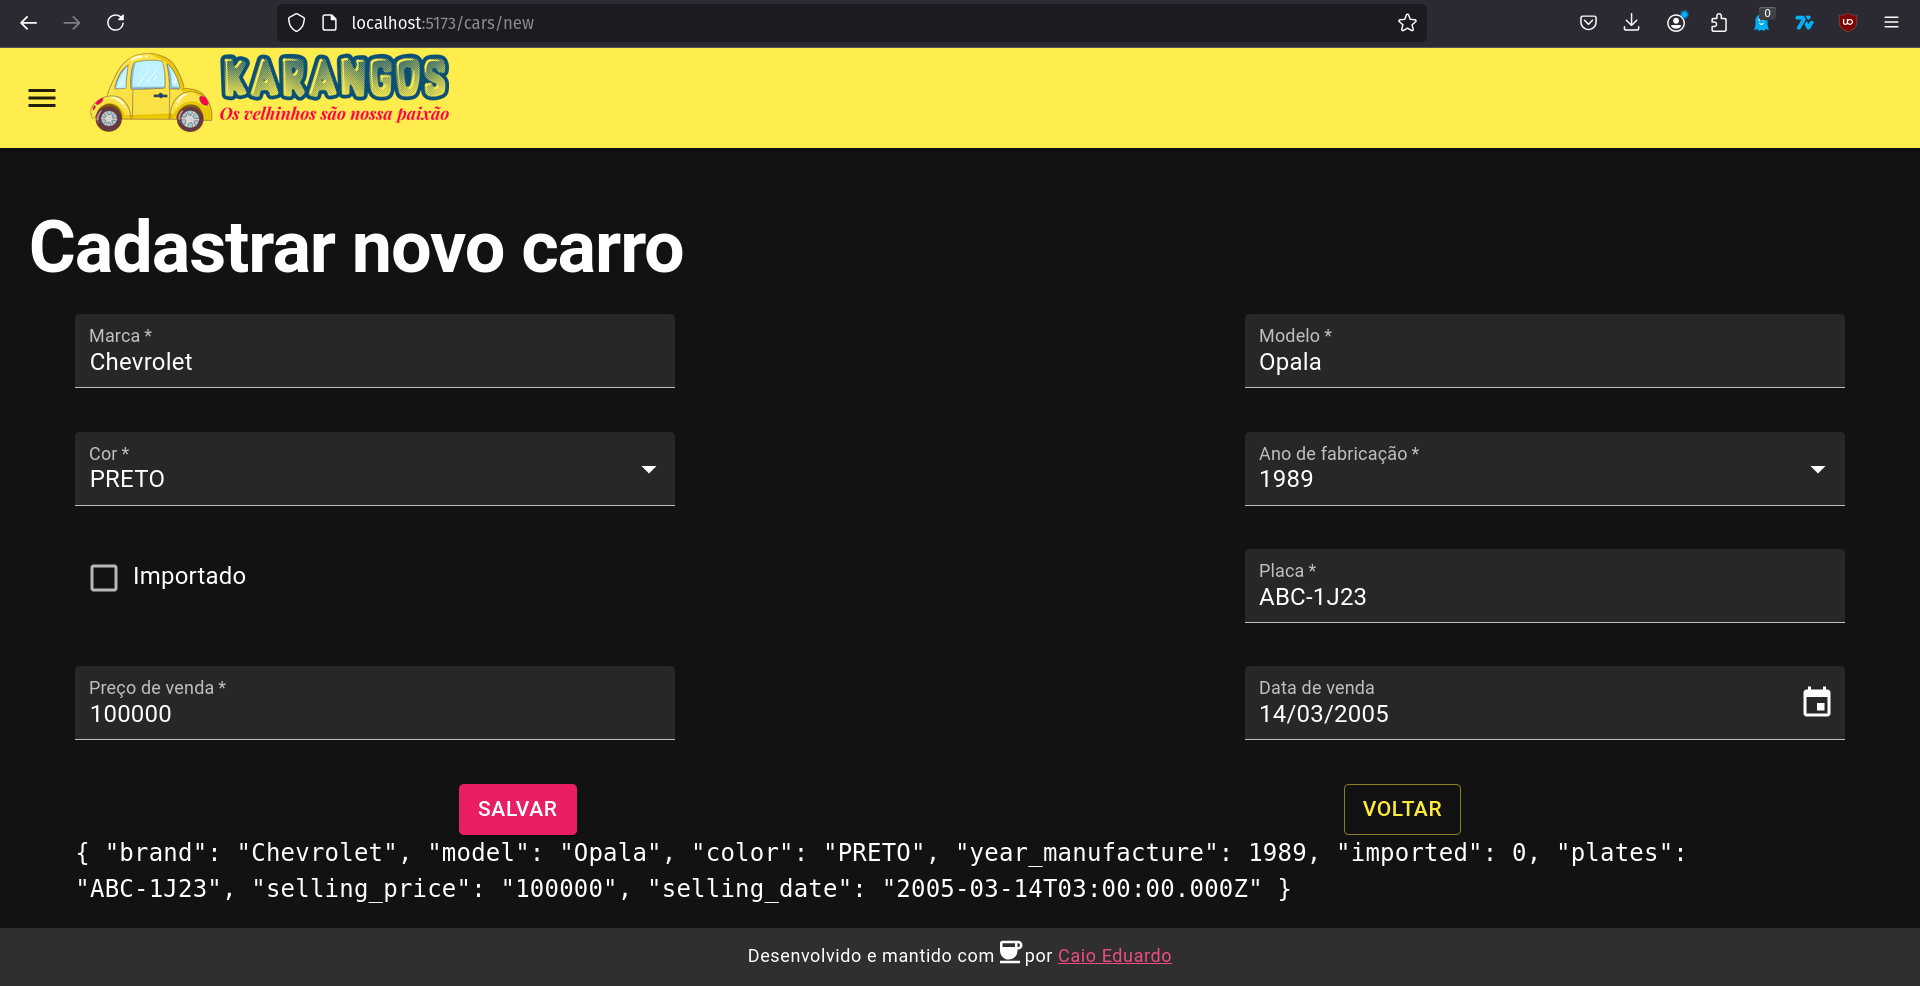 localhost:5173/cars/new
0
KARANGOS
Os velhinhos são nossa paixão
Cadastrar novo carro
Marca *
Chevrolet
Modelo *
Opala
Cor *
PRETO
Ano de fabricação *
1989
Importado
Placa *
ABC-1J23
Preço de venda *
100000
Data de venda
14/03/2005
SALVAR
VOLTAR
{ "brand": "Chevrolet", "model": "Opala", "color": "PRETO", "year_manufacture": 1989, "imported": 0, "plates":
"ABC-1J23", "selling_price": "100000", "selling_date": "2005-03-14T03:00:00.000Z" }
Desenvolvido e mantido com por Caio Eduardo